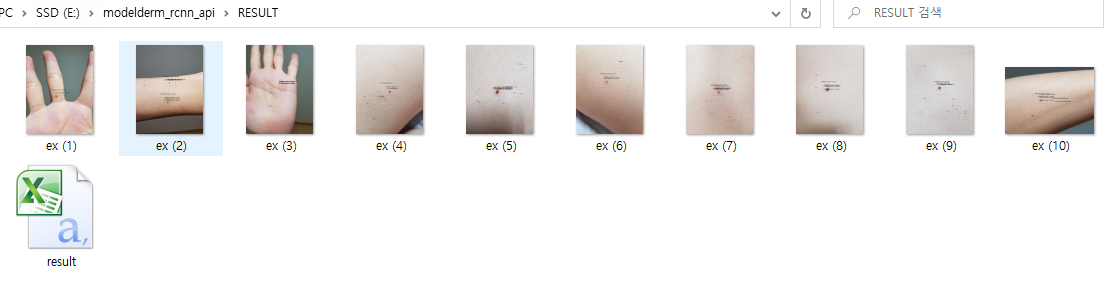 PC > SSD (E:) > modelderm_rcnn_api > RESULT
RESULT 검색
ex (1)
ex (2)
ex (3)
ex (4)
ex (5)
ex (6)
ex (7)
ex (8)
ex (9)
ex (10)
X
a,
result